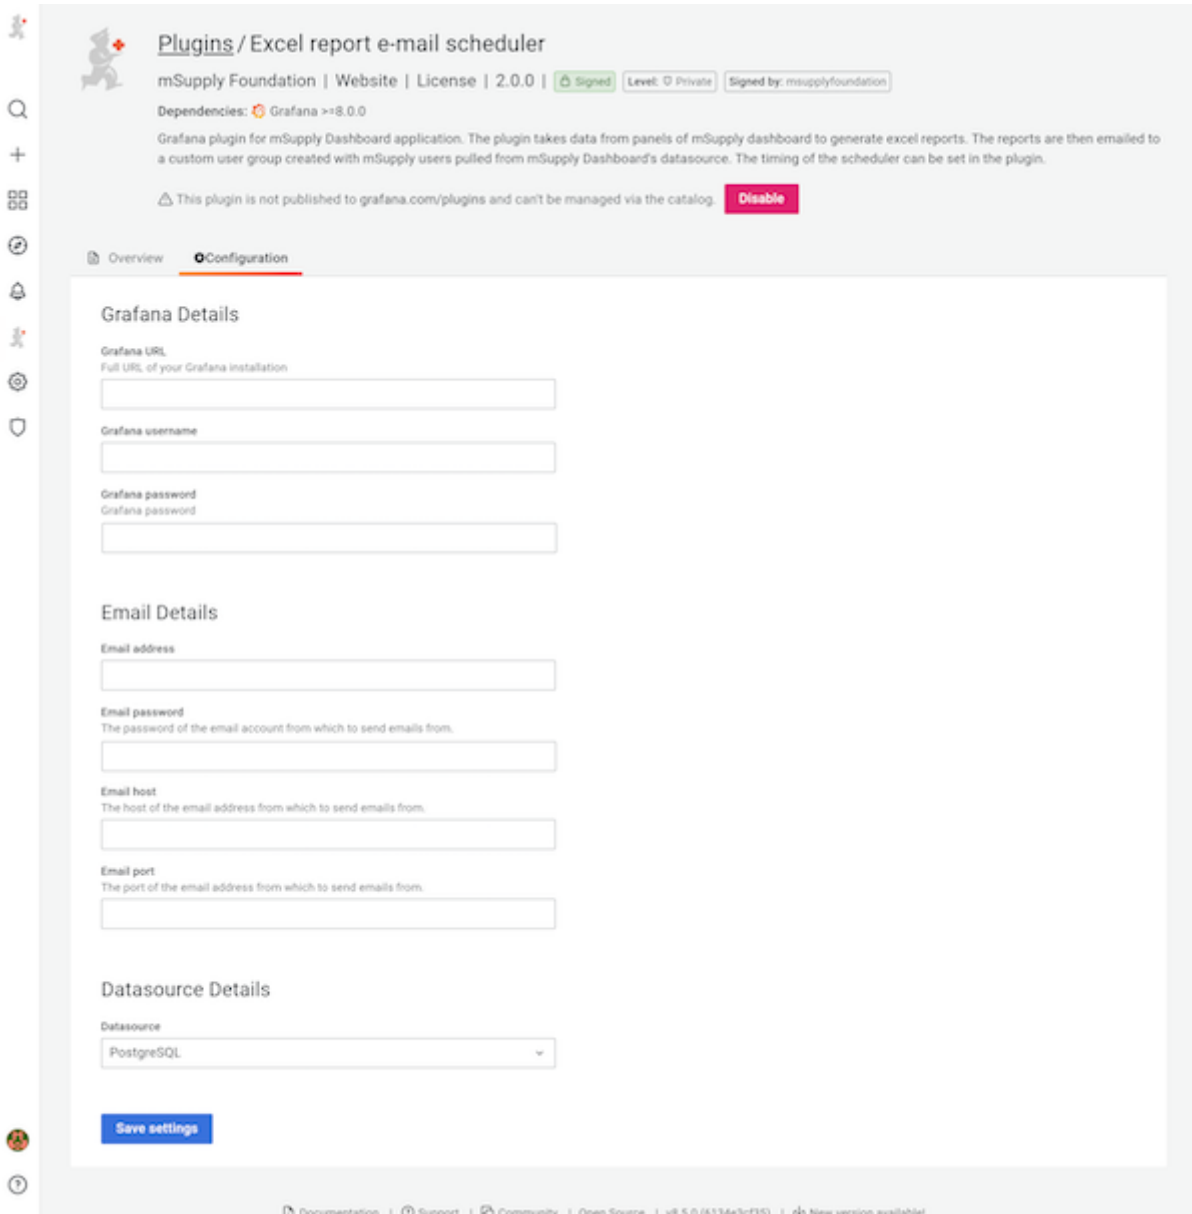 Plugins / Excel report e-mail scheduler
mSupply Foundation | Website | License | 2.0.0 | Signed Level: Private Signed by: msupplyfoundation
Dependencies: Grafana >=8.0.0
Grafana plugin for mSupply Dashboard application. The plugin takes data from panels of mSupply dashboard to generate excel reports. The reports are then emailed to
a custom user group created with mSupply users pulled from mSupply Dashboard's datasource. The timing of the scheduler can be set in the plugin.
This plugin is not published to grafana.com/plugins and can't be managed via the catalog. Disable
Overview Configuration
Grafana Details
Grafana URL
Full URL of your Grafana installation
Grafana username
Grafana password
Grafana password
Email Details
Email address
Email password
The password of the email account from which to send emails from.
Email host
The host of the email address from which to send emails from.
Email port
The port of the email address from which to send emails from.
Datasource Details
Datasource
PostgreSQL
Save settings
Documentation | Support | Community | Open Source | v8.5.0 (6134e3cf35) | New version available!